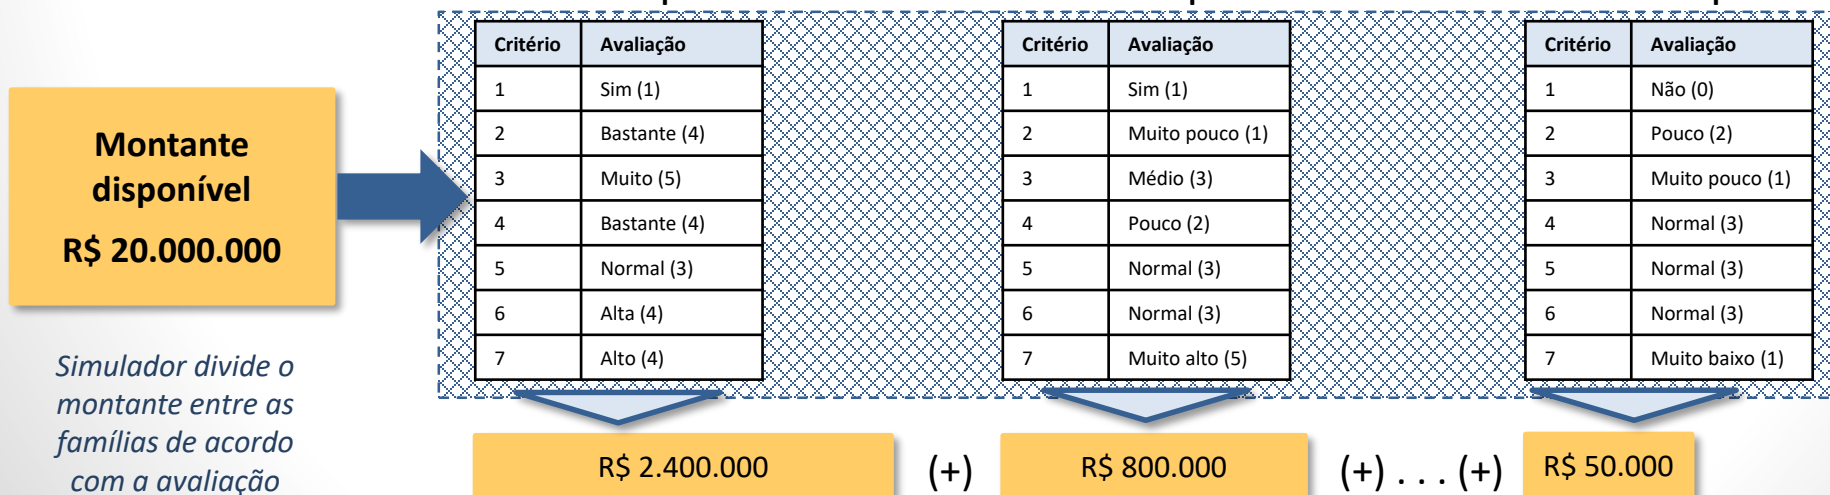 Montante
disponível
R$ 20.000.000
Simulador divide o
montante entre as
famílias de acordo
com a avaliação
Critério Avaliação
1 Sim (1)
2 Bastante (4)
3 Muito (5)
4 Bastante (4)
5 Normal (3)
6 Alta (4)
7 Alto (4)
R$ 2.400.000
(+)
Critério Avaliação
1 Sim (1)
2 Muito pouco (1)
3 Médio (3)
4 Pouco (2)
5 Normal (3)
6 Normal (3)
7 Muito alto (5)
R$ 800.000
(+) . . . (+)
Critério Avaliação
1 Não (0)
2 Pouco (2)
3 Muito pouco (1)
4 Normal (3)
5 Normal (3)
6 Normal (3)
7 Muito baixo (1)
R$ 50.000